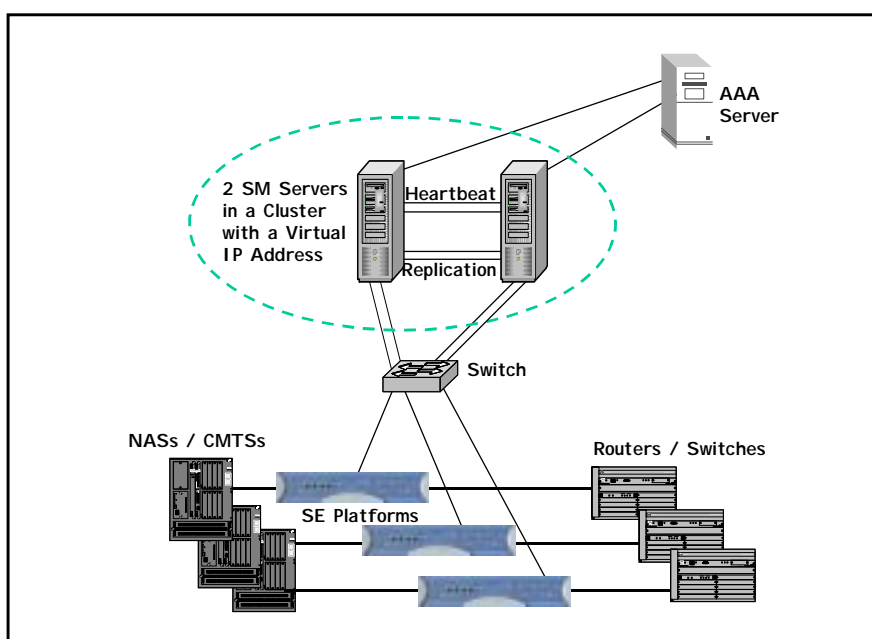 AAA
Server
2 SM Servers
in a Cluster
with a Virtual
IP Address
Heartbeat
Replication
Switch
NASs / CMTSs
Routers / Switches
SE Platforms